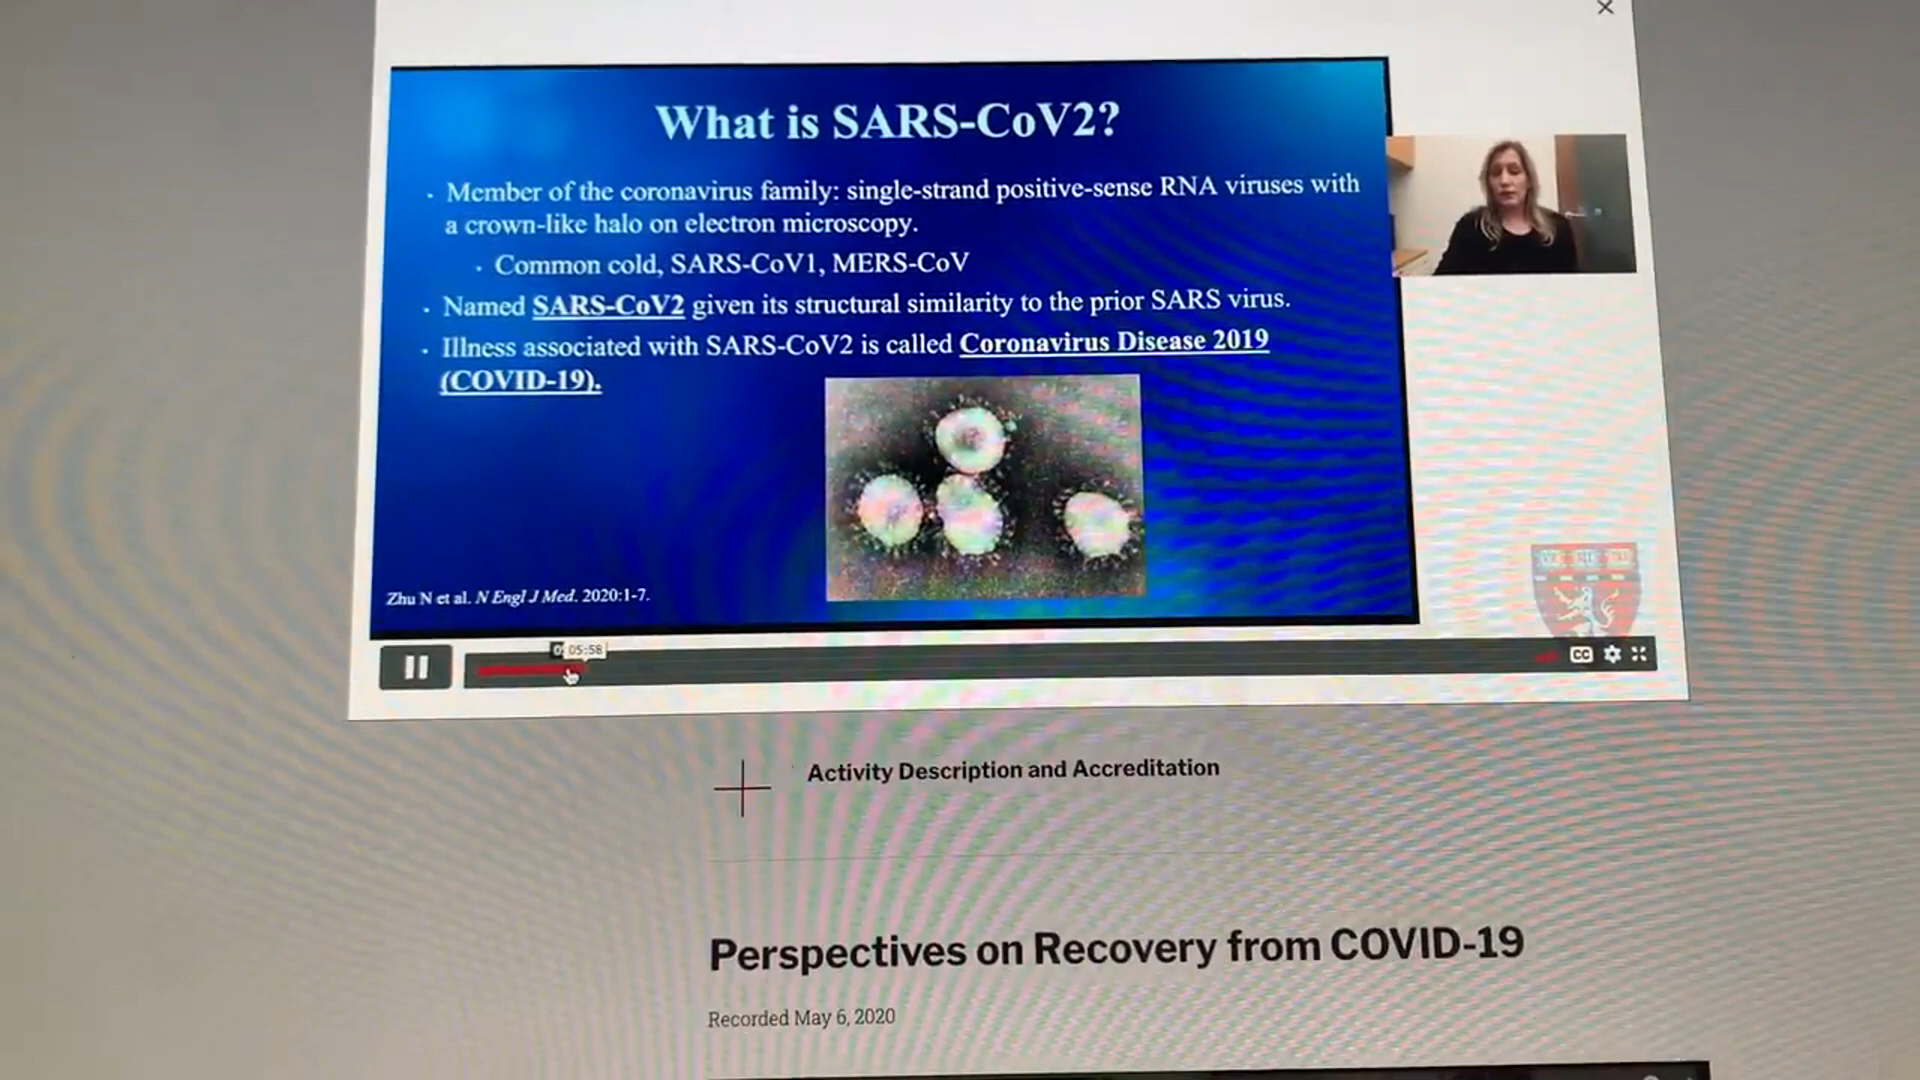 What is SARS-CoV2?
· Member of the coronavirus family: single-strand positive-sense RNA viruses with
a crown-like halo on electron microscopy.
· Common cold, SARS-CoV1, MERS-CoV
· Named SARS-CoV2 given its structural similarity to the prior SARS virus.
· Illness associated with SARS-CoV2 is called Coronavirus Disease 2019
(COVID-19).
Zhu N et al. N Engl J Med. 2020:1-7.
05:58
CC
Activity Description and Accreditation
Perspectives on Recovery from COVID-19
Recorded May 6, 2020